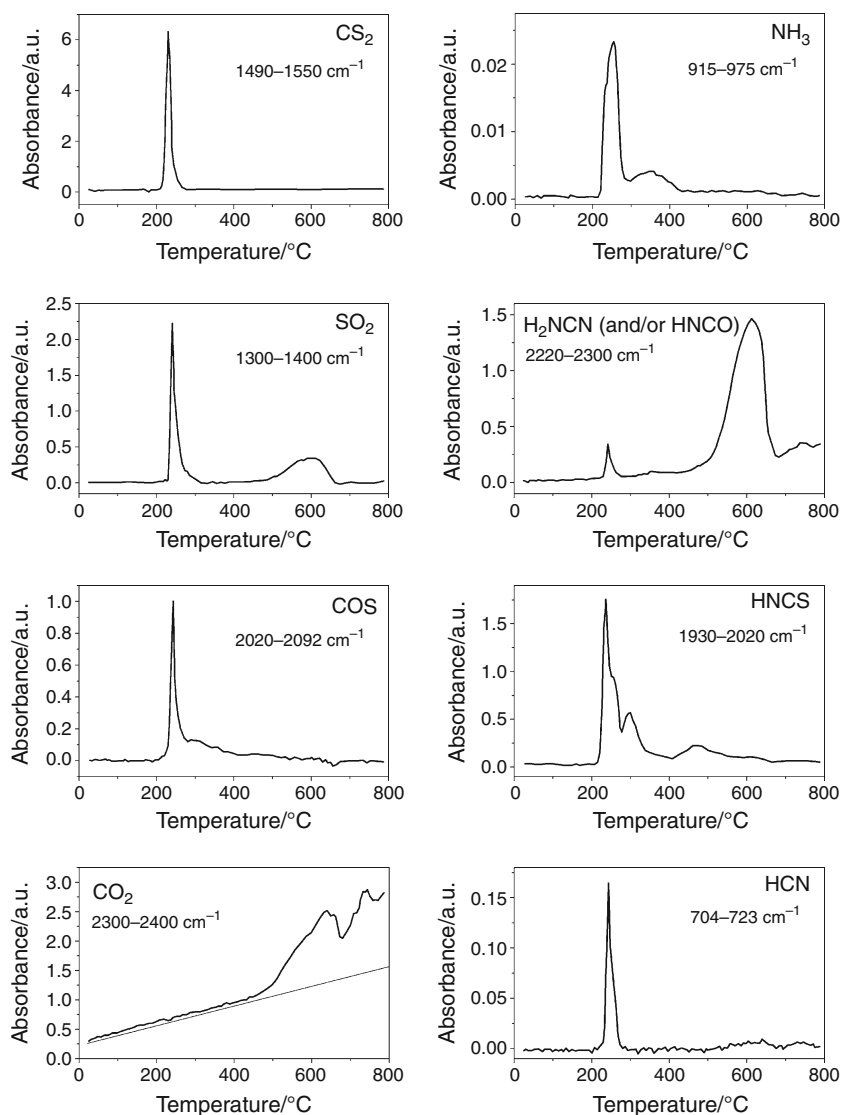 CS2
1490–1550 cm−1
Absorbance/a.u.
6
4
2
0
0 200 400 600 800
Temperature/°C
NH3
915–975 cm−1
Absorbance/a.u.
0.02
0.01
0.00
0 200 400 600 800
Temperature/°C
SO2
1300–1400 cm−1
Absorbance/a.u.
2.5
2.0
1.5
1.0
0.5
0.0
0 200 400 600 800
Temperature/°C
H2NCN (and/or HNCO)
2220–2300 cm−1
Absorbance/a.u.
1.5
1.0
0.5
0.0
0 200 400 600 800
Temperature/°C
COS
2020–2092 cm−1
Absorbance/a.u.
1.0
0.8
0.6
0.4
0.2
0.0
0 200 400 600 800
Temperature/°C
HNCS
1930–2020 cm−1
Absorbance/a.u.
1.5
1.0
0.5
0.0
0 200 400 600 800
Temperature/°C
CO2
2300–2400 cm−1
Absorbance/a.u.
3.0
2.5
2.0
1.5
1.0
0.5
0.0
0 200 400 600 800
Temperature/°C
HCN
704–723 cm−1
Absorbance/a.u.
0.15
0.10
0.05
0.00
0 200 400 600 800
Temperature/°C